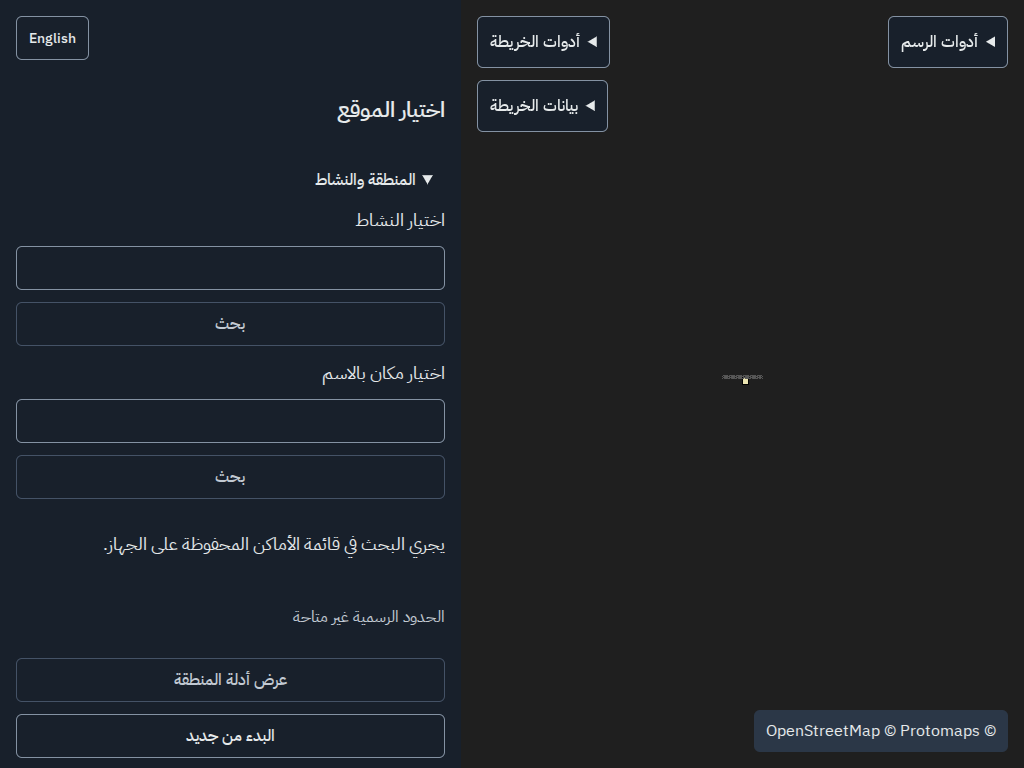 English
اختيار الموقع
▼ المنطقة والنشاط
اختيار النشاط
بحث
اختيار مكان بالاسم
بحث
يجري البحث في قائمة الأماكن المحفوظة على الجهاز.
الحدود الرسمية غير متاحة
عرض أدلة المنطقة
البدء من جديد
◀ أدوات الرسم
◀ أدوات الخريطة
◀ بيانات الخريطة
OpenStreetMap © Protomaps ©